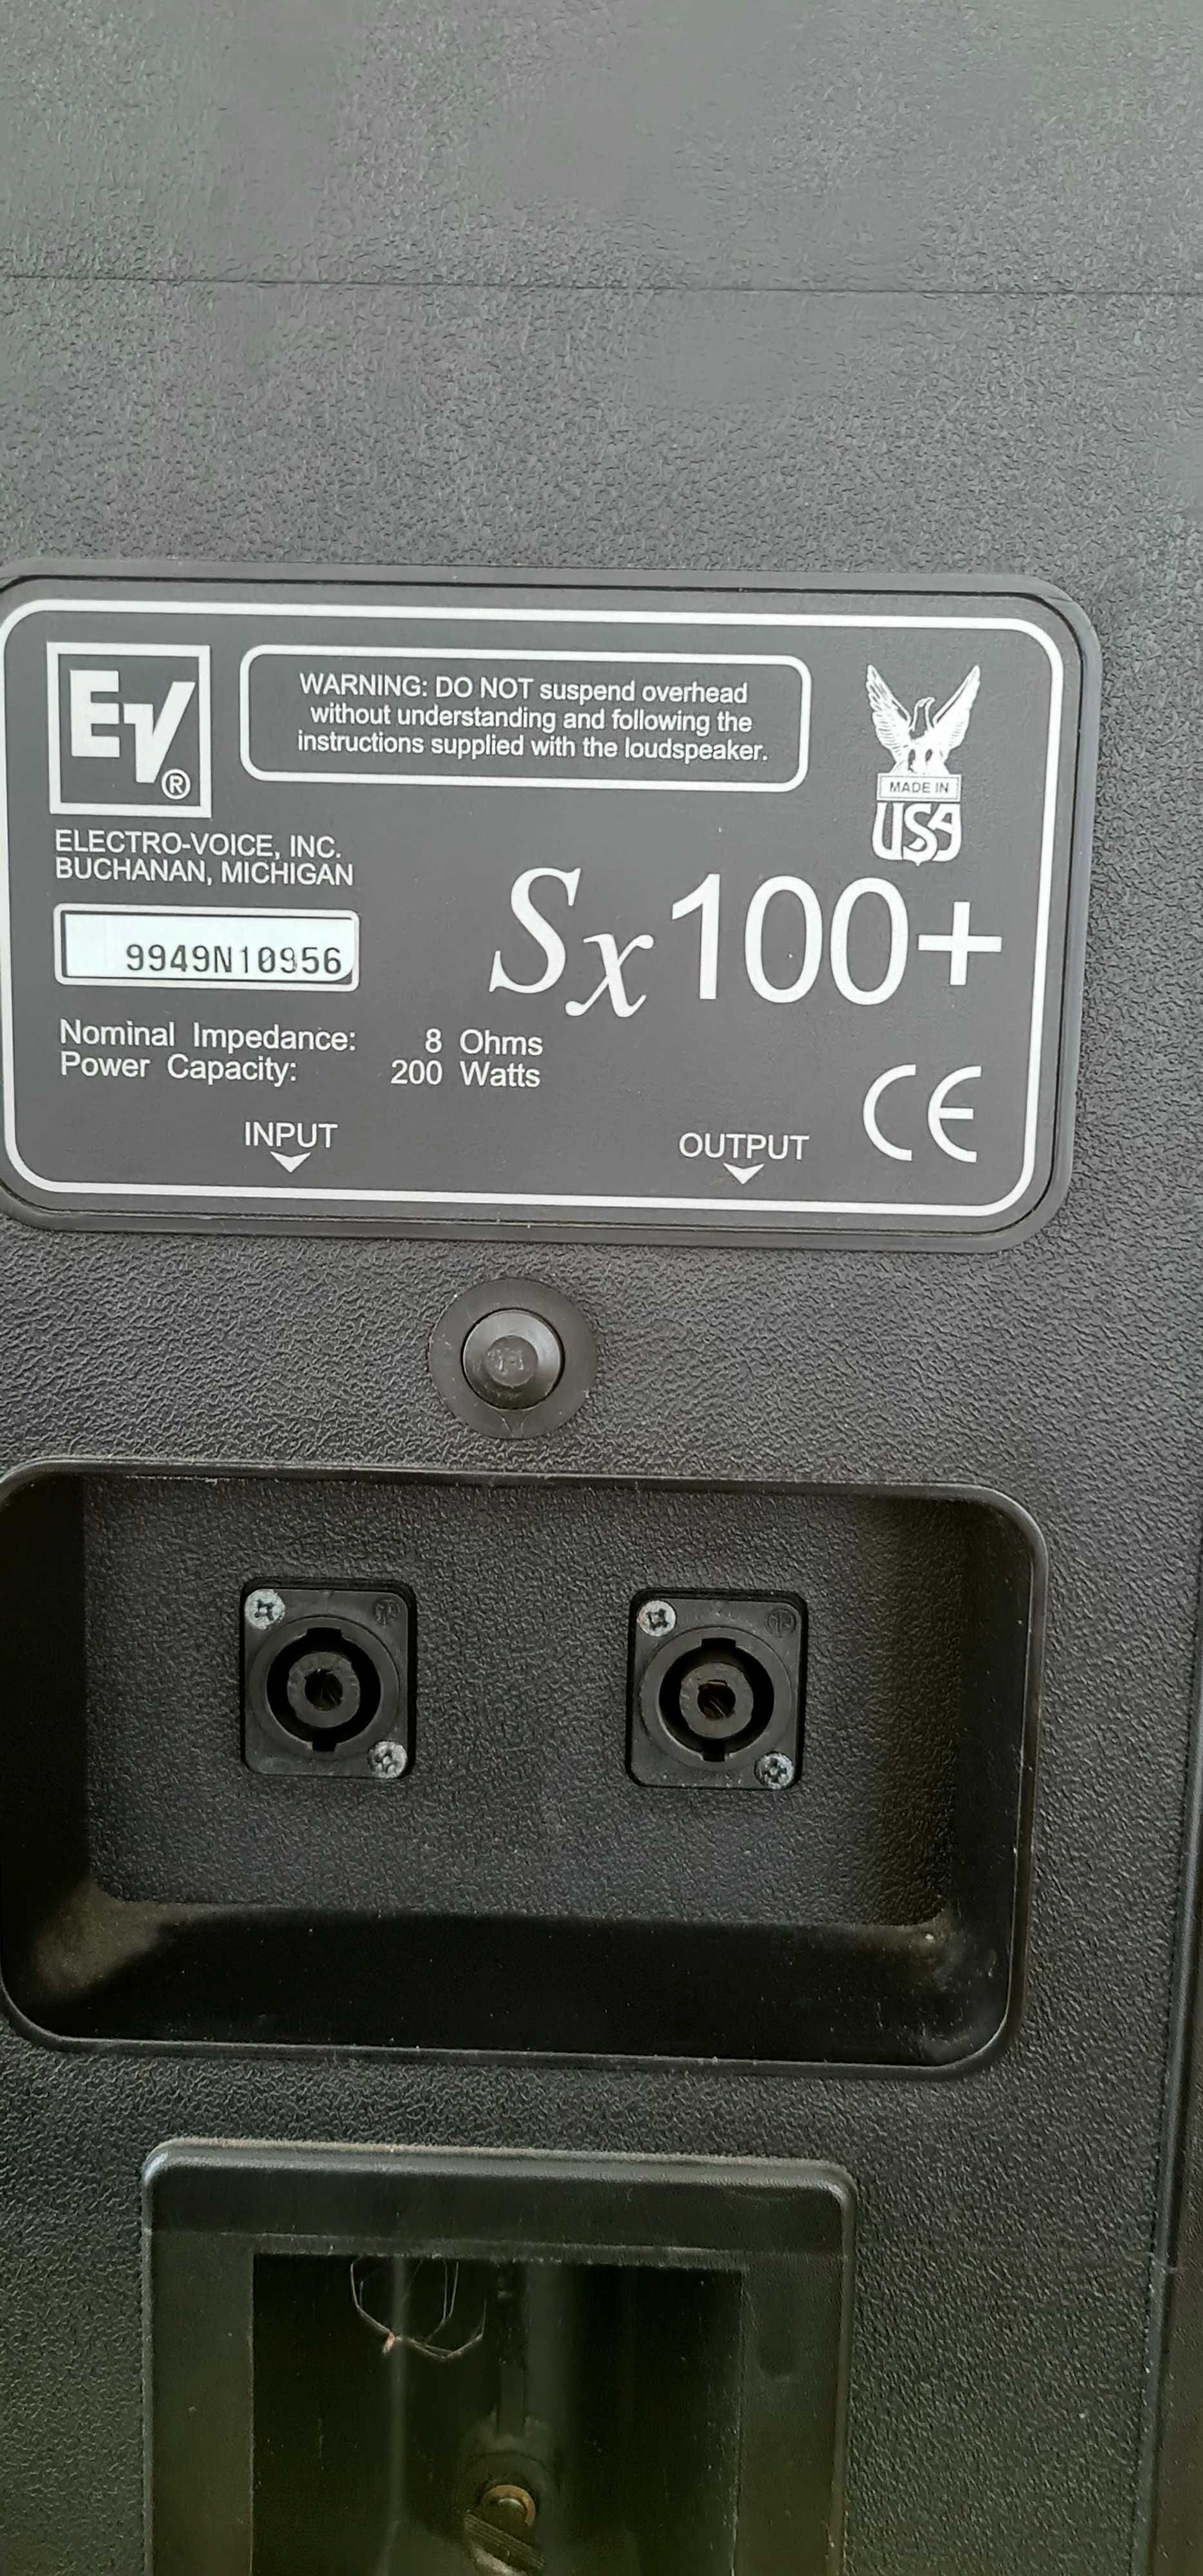 EV®
WARNING: DO NOT suspend overhead
without understanding and following the
instructions supplied with the loudspeaker.
MADE IN
USA
ELECTRO-VOICE, INC.
BUCHANAN, MICHIGAN
9949N10956
Sx100+
Nominal Impedance: 8 Ohms
Power Capacity: 200 Watts
CE
INPUT
OUTPUT